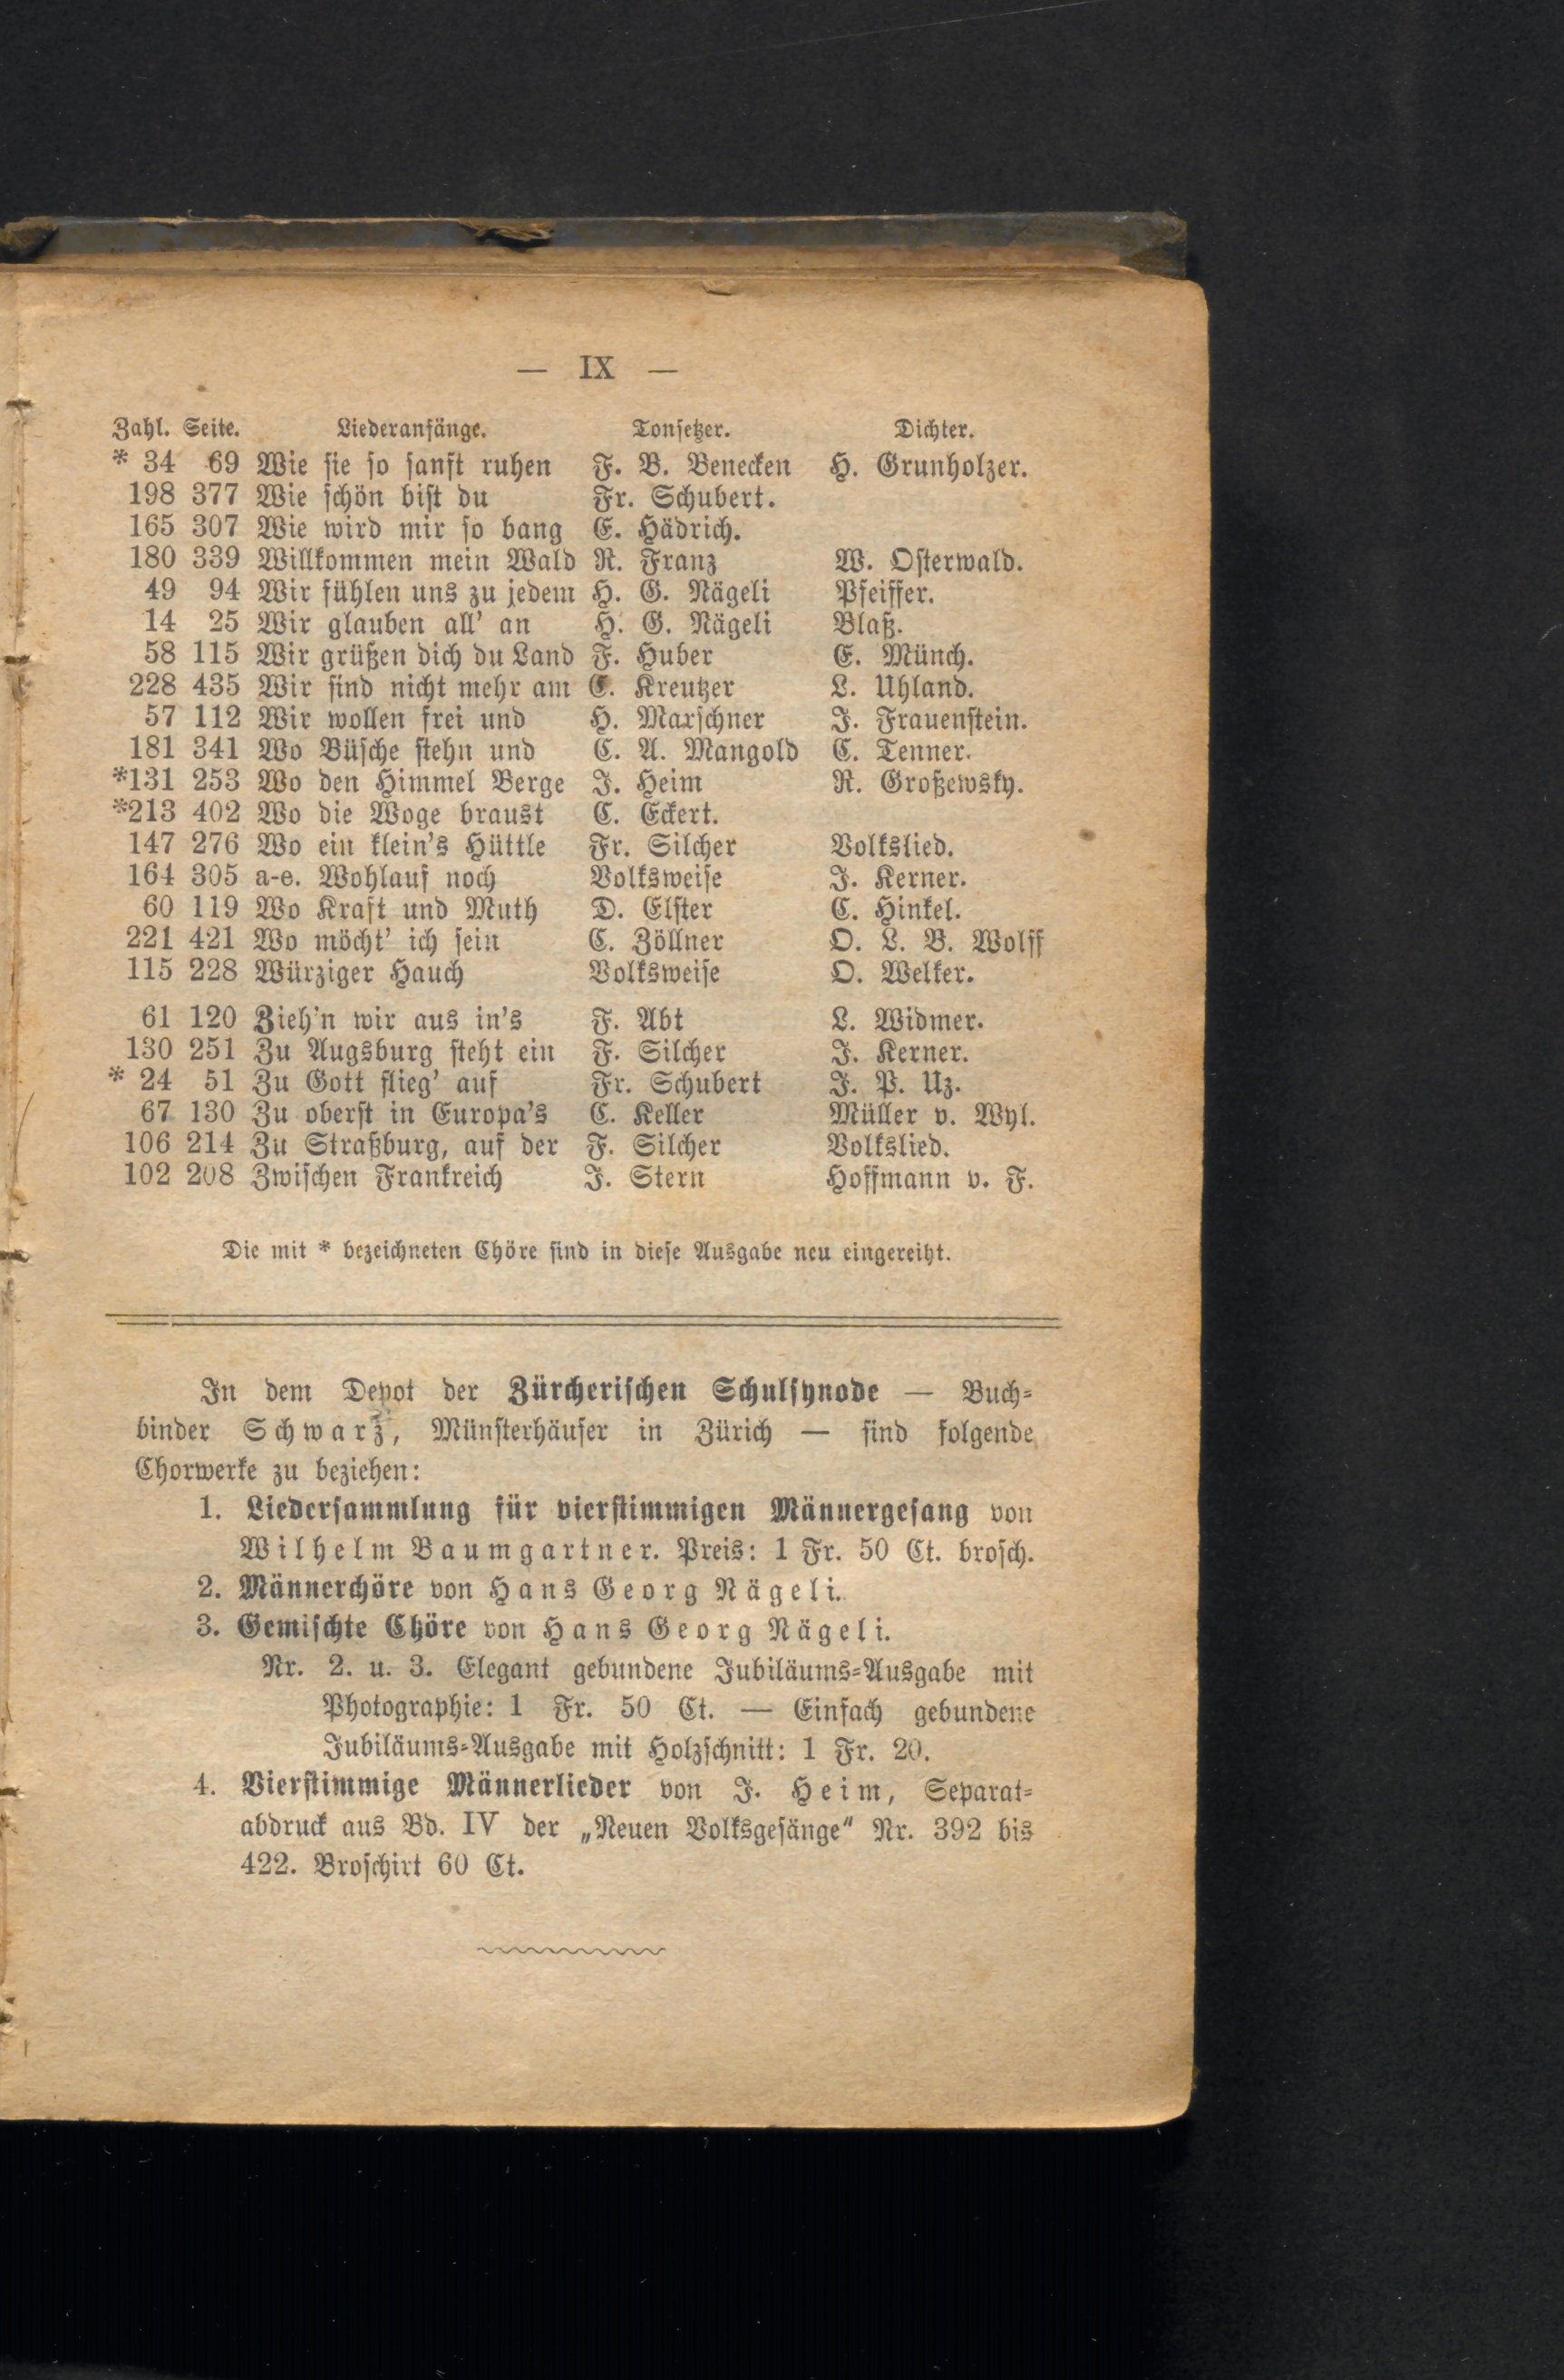 — IX —
Zahl. Seite. Liederanfänge. Tonsetzer. Dichter.
* 34 69 Wie sie so sanft ruhen F. B. Benecken H. Grunholzer.
198 377 Wie schön bist du Fr. Schubert.
165 307 Wie wird mir so bang E. Hädrich.
180 339 Willkommen mein Wald R. Franz W. Osterwald.
49 94 Wir fühlen uns zu jedem H. G. Nägeli Pfeiffer.
14 25 Wir glauben all' an H. G. Nägeli Blaß.
58 115 Wir grüßen dich du Land F. Huber E. Münch.
228 435 Wir sind nicht mehr am C. Kreutzer L. Uhland.
57 112 Wir wollen frei und H. Marschner J. Frauenstein.
181 341 Wo Büsche stehn und C. A. Mangold C. Tenner.
*131 253 Wo den Himmel Berge J. Heim R. Großewsky.
*213 402 Wo die Woge braust C. Eckert.
147 276 Wo ein klein's Hüttle Fr. Silcher Volkslied.
164 305 a-e. Wohlauf noch Volksweise J. Kerner.
60 119 Wo Kraft und Muth D. Elster C. Hinkel.
221 421 Wo möcht' ich sein C. Zöllner O. L. B. Wolff
115 228 Würziger Hauch Volksweise O. Welker.
61 120 Zieh'n wir aus in's F. Abt L. Widmer.
130 251 Zu Augsburg steht ein F. Silcher J. Kerner.
* 24 51 Zu Gott flieg' auf Fr. Schubert J. P. Uz.
67 130 Zu oberst in Europa's C. Keller Müller v. Wyl.
106 214 Zu Straßburg, auf der F. Silcher Volkslied.
102 208 Zwischen Frankreich J. Stern Hoffmann v. F.
Die mit * bezeichneten Chöre sind in diese Ausgabe neu eingereiht.
In dem Depot der Zürcherischen Schulsynode — Buch-
binder Schwarz, Münsterhäuser in Zürich — sind folgende
Chorwerke zu beziehen:
1. Liedersammlung für vierstimmigen Männergesang von
Wilhelm Baumgartner. Preis: 1 Fr. 50 Ct. brosch.
2. Männerchöre von Hans Georg Nägeli.
3. Gemischte Chöre von Hans Georg Nägeli.
Nr. 2. u. 3. Elegant gebundene Jubiläums-Ausgabe mit
Photographie: 1 Fr. 50 Ct. — Einfach gebundene
Jubiläums-Ausgabe mit Holzschnitt: 1 Fr. 20.
4. Vierstimmige Männerlieder von J. Heim, Separat-
abdruck aus Bd. IV der „Neuen Volksgesänge" Nr. 392 bis
422. Broschirt 60 Ct.